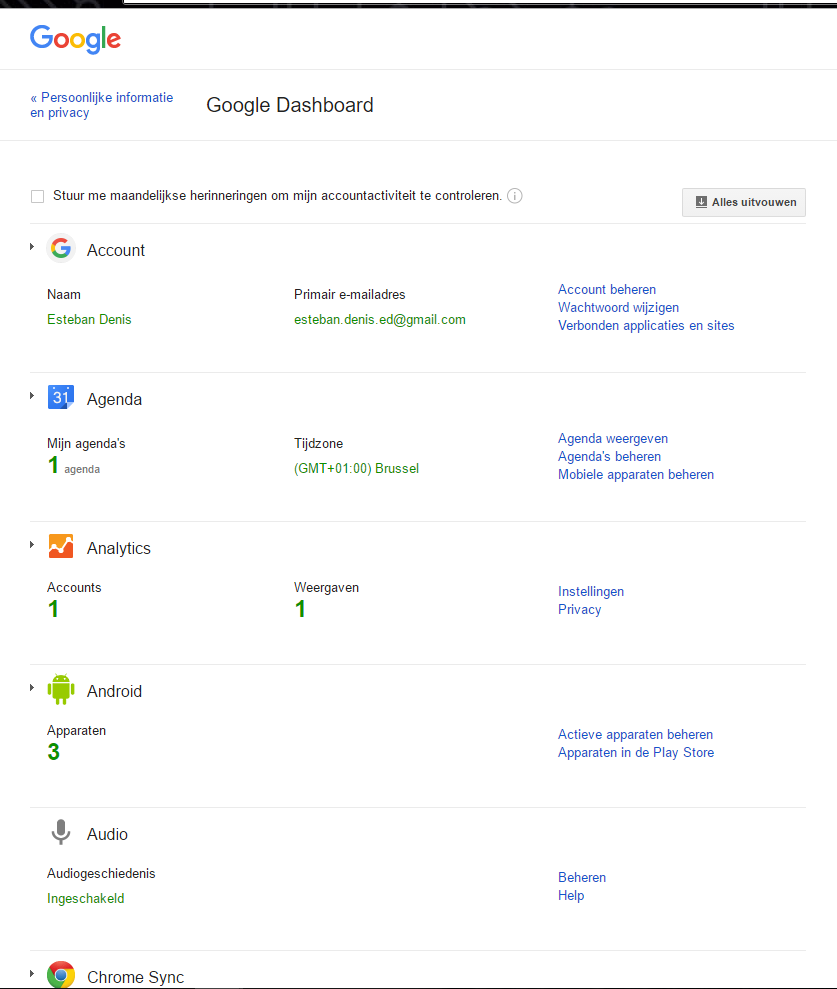 Google
« Persoonlijke informatie
en privacy
Google Dashboard
Stuur me maandelijkse herinneringen om mijn accountactiviteit te controleren. i
Alles uitvouwen
Account
Naam
Primair e-mailadres
Account beheren
Esteban Denis
esteban.denis.ed@gmail.com
Wachtwoord wijzigen
Verbonden applicaties en sites
31
Agenda
Mijn agenda's
Tijdzone
Agenda weergeven
1 agenda
(GMT+01:00) Brussel
Agenda's beheren
Mobiele apparaten beheren
Analytics
Accounts
Weergaven
Instellingen
1
1
Privacy
Android
Apparaten
Actieve apparaten beheren
3
Apparaten in de Play Store
Audio
Audiogeschiedenis
Beheren
Ingeschakeld
Help
Chrome Sync